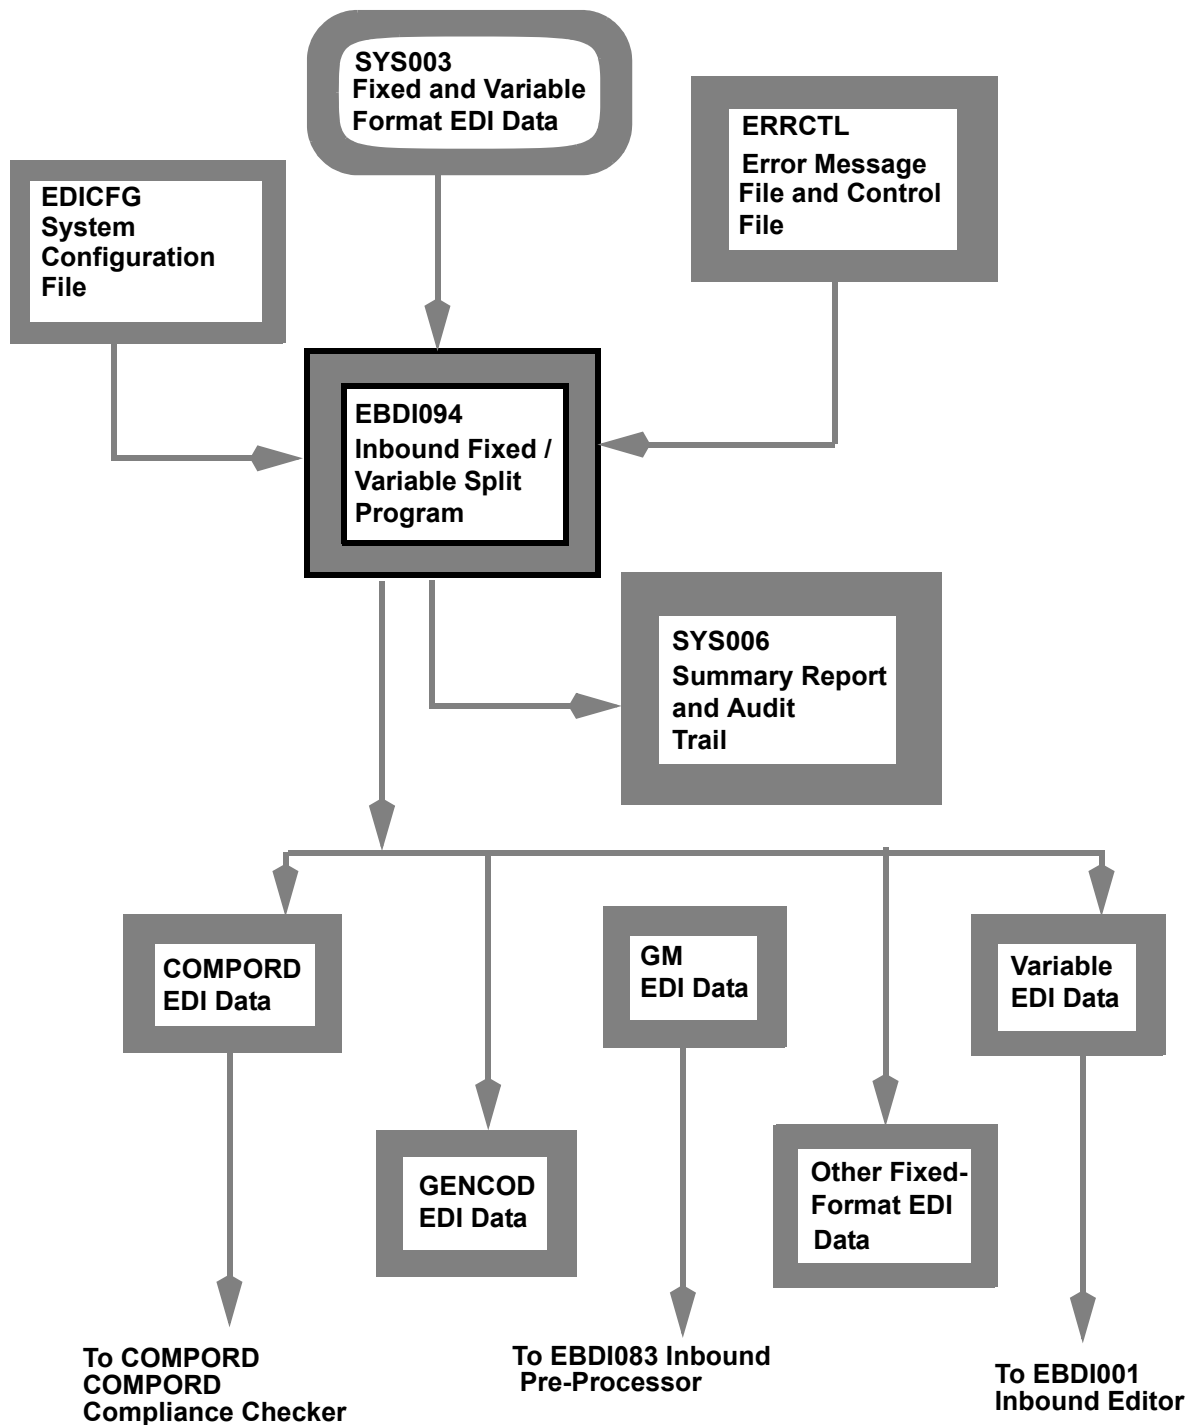 SYS003
Fixed and Variable
Format EDI Data
ERRCTL
Error Message
File and Control
File
EDICFG
System
Configuration
File
EBDI094
Inbound Fixed /
Variable Split
Program
SYS006
Summary Report
and Audit
Trail
COMPORD
EDI Data
GM
EDI Data
Variable
EDI Data
GENCOD
EDI Data
Other Fixed-
Format EDI
Data
To COMPORD
COMPORD
Compliance Checker
To EBDI083 Inbound
Pre-Processor
To EBDI001
Inbound Editor